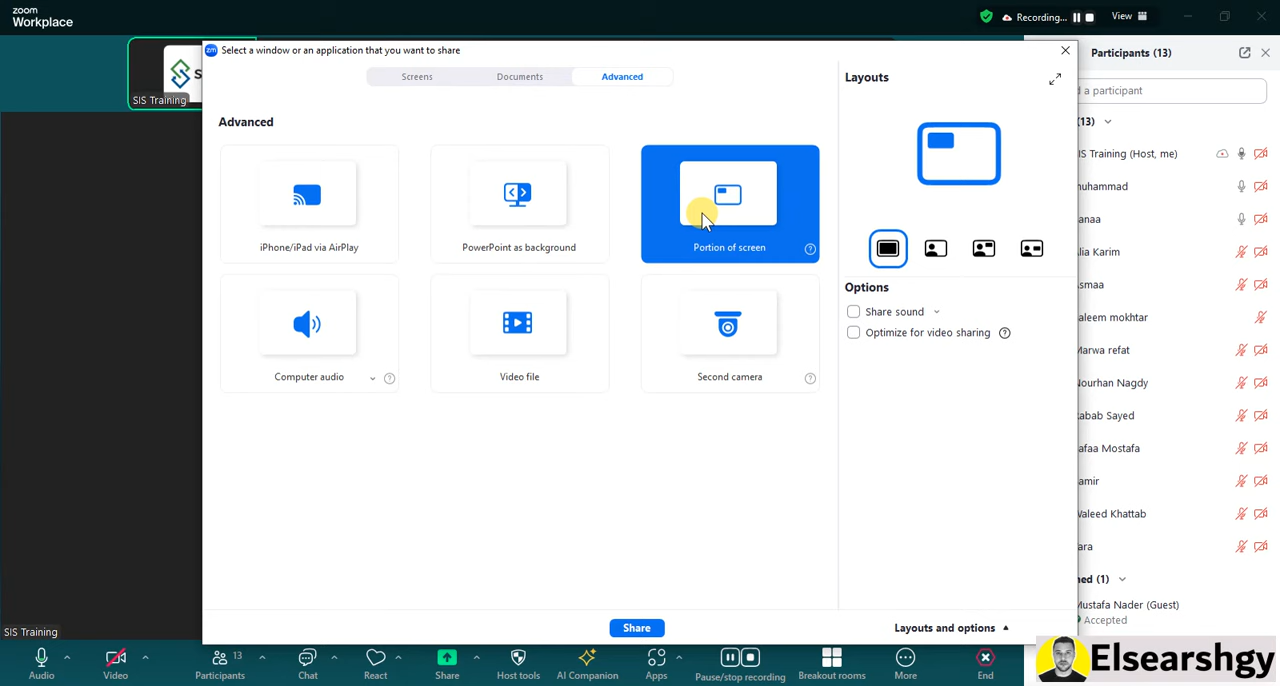 zoom
Workplace
Recording...
View
SIS Training
Select a window or an application that you want to share
Screens
Documents
Advanced
Advanced
iPhone/iPad via AirPlay
PowerPoint as background
Portion of screen
Computer audio
Video file
Second camera
Share
Layouts
Options
Share sound
Optimize for video sharing
Layouts and options
Participants (13)
d a participant
(13)
IS Training (Host, me)
uhammad
anaa
lia Karim
smaa
aleem mokhtar
Marwa refat
Nourhan Nagdy
abab Sayed
afaa Mostafa
amir
Waleed Khattab
ara
ned (1)
Mustafa Nader (Guest)
Accepted
SIS Training
Audio
Video
13
Participants
Chat
React
Share
Host tools
AI Companion
Apps
Pause/stop recording
Breakout rooms
More
End
Elsearshgy